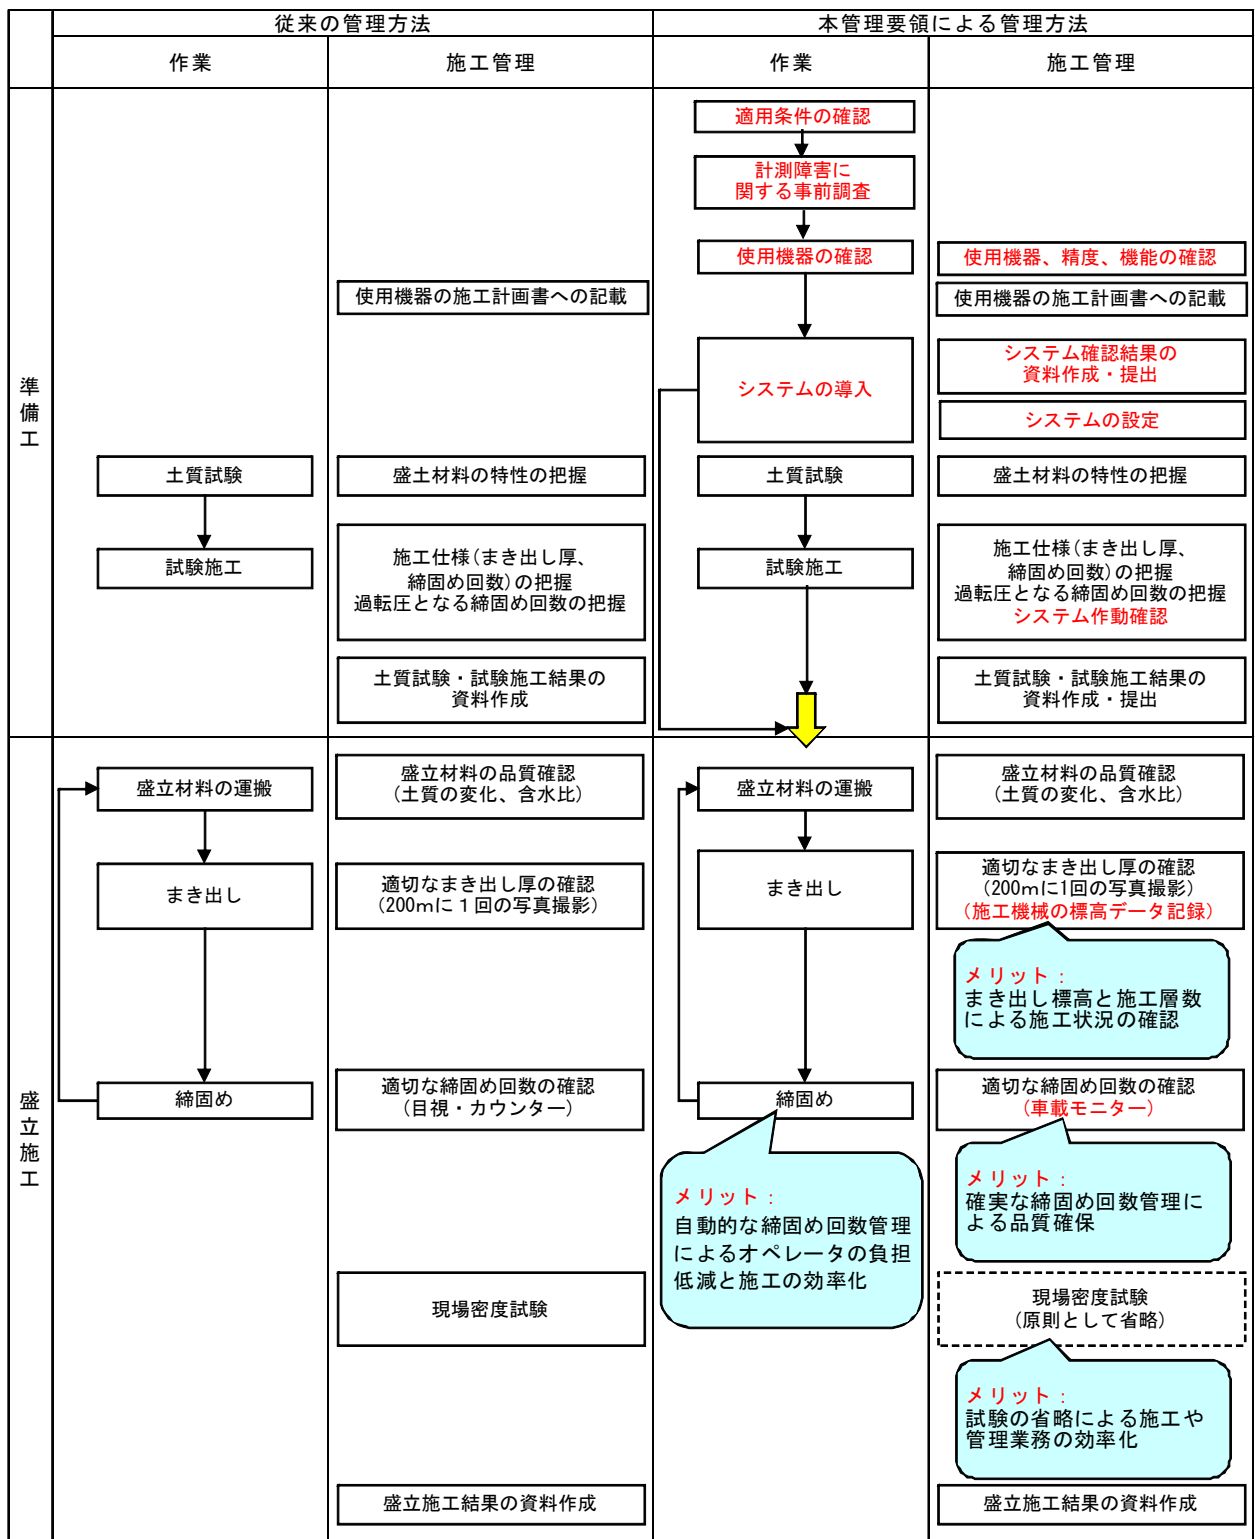 従来の管理方法
本管理要領による管理方法
作業
施工管理
作業
施工管理
準備工
適用条件の確認
計測障害に
関する事前調査
使用機器の確認
使用機器、精度、機能の確認
使用機器の施工計画書への記載
使用機器の施工計画書への記載
システムの導入
システム確認結果の
資料作成・提出
システムの設定
土質試験
盛土材料の特性の把握
土質試験
盛土材料の特性の把握
試験施工
施工仕様(まき出し厚、
締固め回数)の把握
過転圧となる締固め回数の把握
試験施工
施工仕様(まき出し厚、
締固め回数)の把握
過転圧となる締固め回数の把握
システム作動確認
土質試験・試験施工結果の
資料作成
土質試験・試験施工結果の
資料作成・提出
盛立施工
盛立材料の運搬
盛立材料の品質確認
(土質の変化、含水比)
盛立材料の運搬
盛立材料の品質確認
(土質の変化、含水比)
まき出し
適切なまき出し厚の確認
(200mに１回の写真撮影)
まき出し
適切なまき出し厚の確認
(200mに1回の写真撮影)
(施工機械の標高データ記録)
メリット：
まき出し標高と施工層数
による施工状況の確認
締固め
適切な締固め回数の確認
(目視・カウンター)
締固め
適切な締固め回数の確認
(車載モニター)
メリット：
自動的な締固め回数管理
によるオペレータの負担
低減と施工の効率化
メリット：
確実な締固め回数管理に
よる品質確保
現場密度試験
現場密度試験
(原則として省略)
メリット：
試験の省略による施工や
管理業務の効率化
盛立施工結果の資料作成
盛立施工結果の資料作成